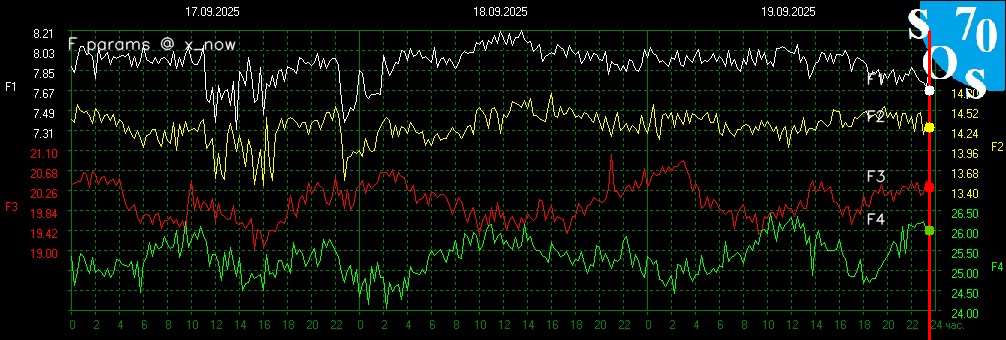 17.09.2025 18.09.2025 19.09.2025
SOS 70
F params @ x_now
8.21
8.03
7.85
F1
7.67
7.49
7.31
21.10
20.68
20.26
F3
19.84
19.42
19.00
F1
F2
F3
F4
14.80
14.52
14.24
F2
13.96
13.68
13.40
26.50
26.00
25.50
F4
25.00
24.50
24.00
0 2 4 6 8 10 12 14 16 18 20 22 0 2 4 6 8 10 12 14 16 18 20 22 0 2 4 6 8 10 12 14 16 18 20 22 24 час.